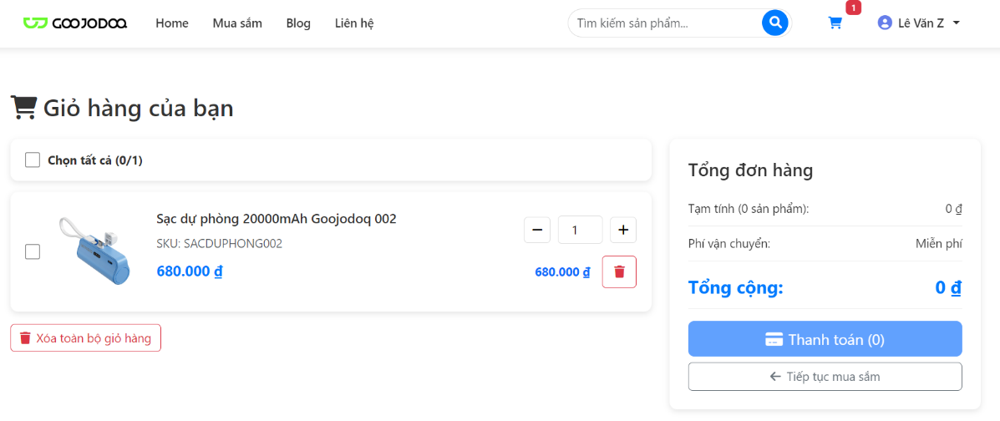 GOOJODOQ Home Mua sắm Blog Liên hệ Tìm kiếm sản phẩm... 1 Lê Văn Z
Giỏ hàng của bạn
Chọn tất cả (0/1)
Sạc dự phòng 20000mAh Goojodoq 002
SKU: SACDUPHONG002
680.000 ₫
1
680.000 ₫
Xóa toàn bộ giỏ hàng
Tổng đơn hàng
Tạm tính (0 sản phẩm): 0 ₫
Phí vận chuyển: Miễn phí
Tổng cộng: 0 ₫
Thanh toán (0)
Tiếp tục mua sắm